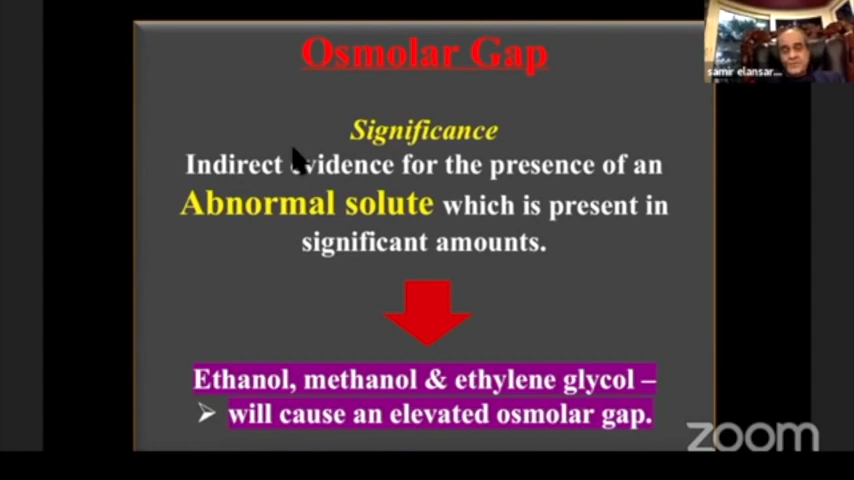 Osmolar Gap
samir elansar...
Significance
Indirect evidence for the presence of an
Abnormal solute which is present in
significant amounts.
Ethanol, methanol & ethylene glycol –
➢ will cause an elevated osmolar gap.
zoom